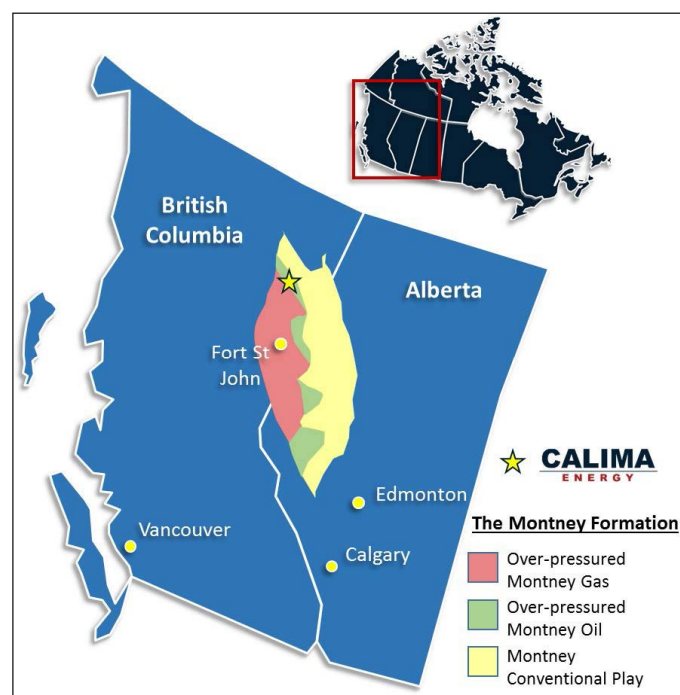 British
Columbia
Alberta
Fort St
John
CALIMA
ENERGY
Edmonton
The Montney Formation
Vancouver
Calgary
Over-pressured
Montney Gas
Over-pressured
Montney Oil
Montney
Conventional Play